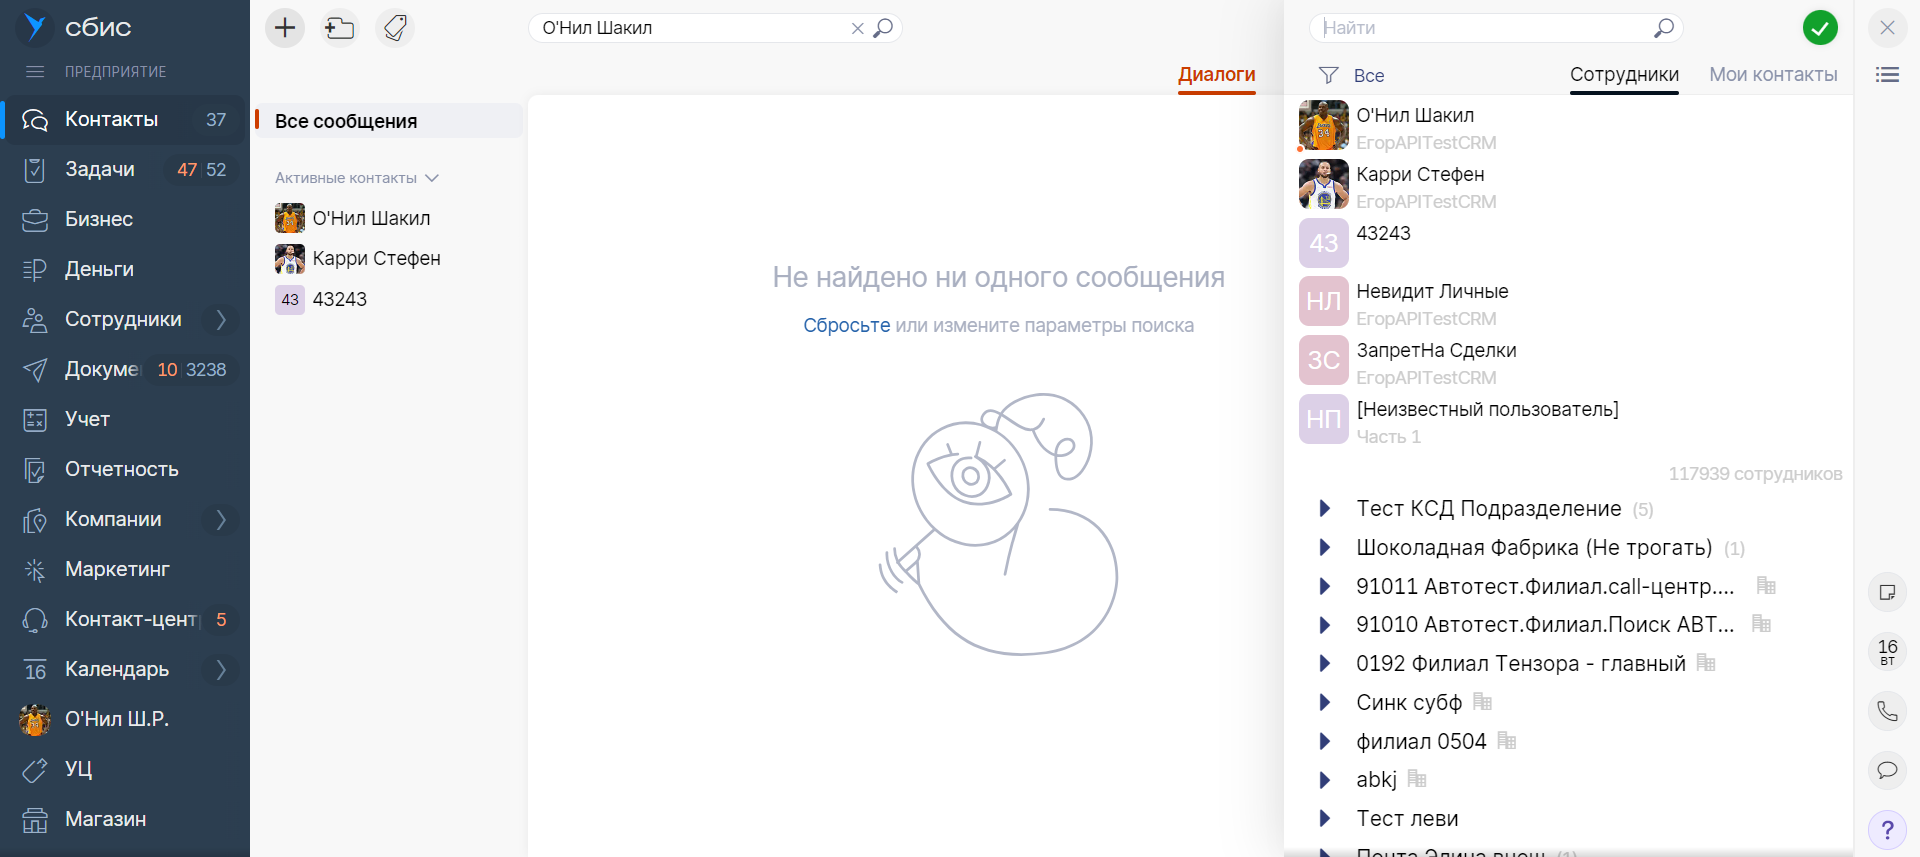 сбис
ПРЕДПРИЯТИЕ
Контакты 37
Задачи 47 52
Бизнес
Деньги
Сотрудники
Докуме 10 3238
Учет
Отчетность
Компании
Маркетинг
Контакт-цент 5
16 Календарь
О'Нил Ш.Р.
УЦ
Магазин
О'Нил Шакил
Диалоги
Все сообщения
Активные контакты
О'Нил Шакил
Карри Стефен
43 43243
Не найдено ни одного сообщения
Сбросьте или измените параметры поиска
Найти
Все Сотрудники Мои контакты
О'Нил Шакил
ЕгорAPITestCRM
Карри Стефен
ЕгорAPITestCRM
43 43243
НЛ Невидит Личные
ЕгорAPITestCRM
ЗС ЗапретНа Сделки
ЕгорAPITestCRM
НП [Неизвестный пользователь]
Часть 1
117939 сотрудников
Тест КСД Подразделение (5)
Шоколадная Фабрика (Не трогать) (1)
91011 Автотест.Филиал.call-центр....
91010 Автотест.Филиал.Поиск АВТ...
0192 Филиал Тензора - главный
Синк субф
филиал 0504
abkj
Тест леви
Почта Элина внеш (1)
16
ВТ
?